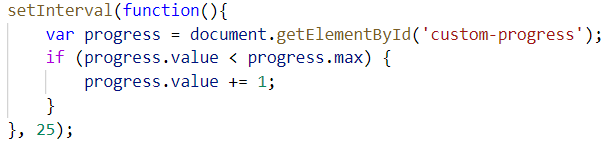 setInterval(function(){
    var progress = document.getElementById('custom-progress');
    if (progress.value < progress.max) {
        progress.value += 1;
    }
}, 25);